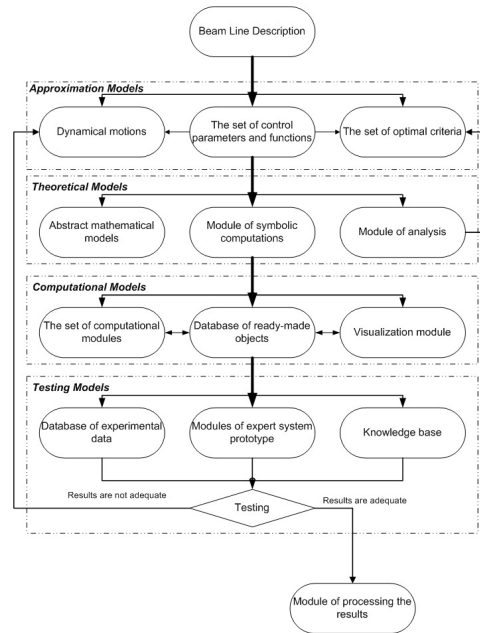 Beam Line Description
Approximation Models
Dynamical motions
The set of control
parameters and functions
The set of optimal criteria
Theoretical Models
Abstract mathematical
models
Module of symbolic
computations
Module of analysis
Computational Models
The set of computational
modules
Database of ready-made
objects
Visualization module
Testing Models
Database of experimental
data
Modules of expert system
prototype
Knowledge base
Results are not adequate
Testing
Results are adequate
Module of processing the
results